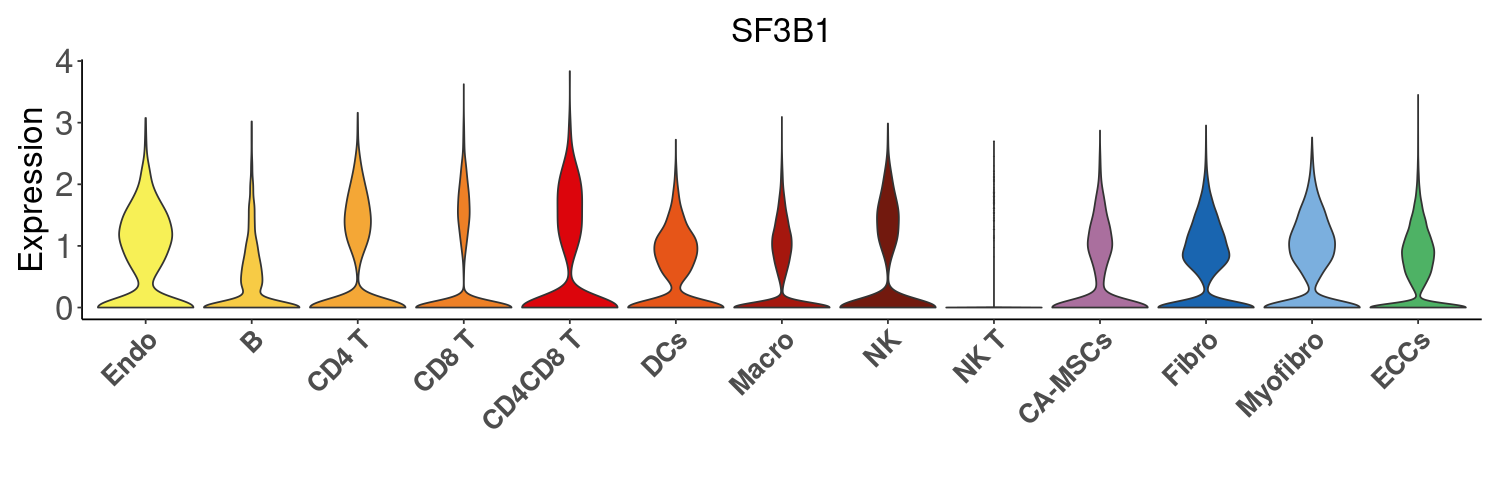 SF3B1
Expression
4
3
2
1
0
Endo
B
CD4 T
CD8 T
CD4CD8 T
DCs
Macro
NK
NK T
CA-MSCs
Fibro
Myofibro
ECCs